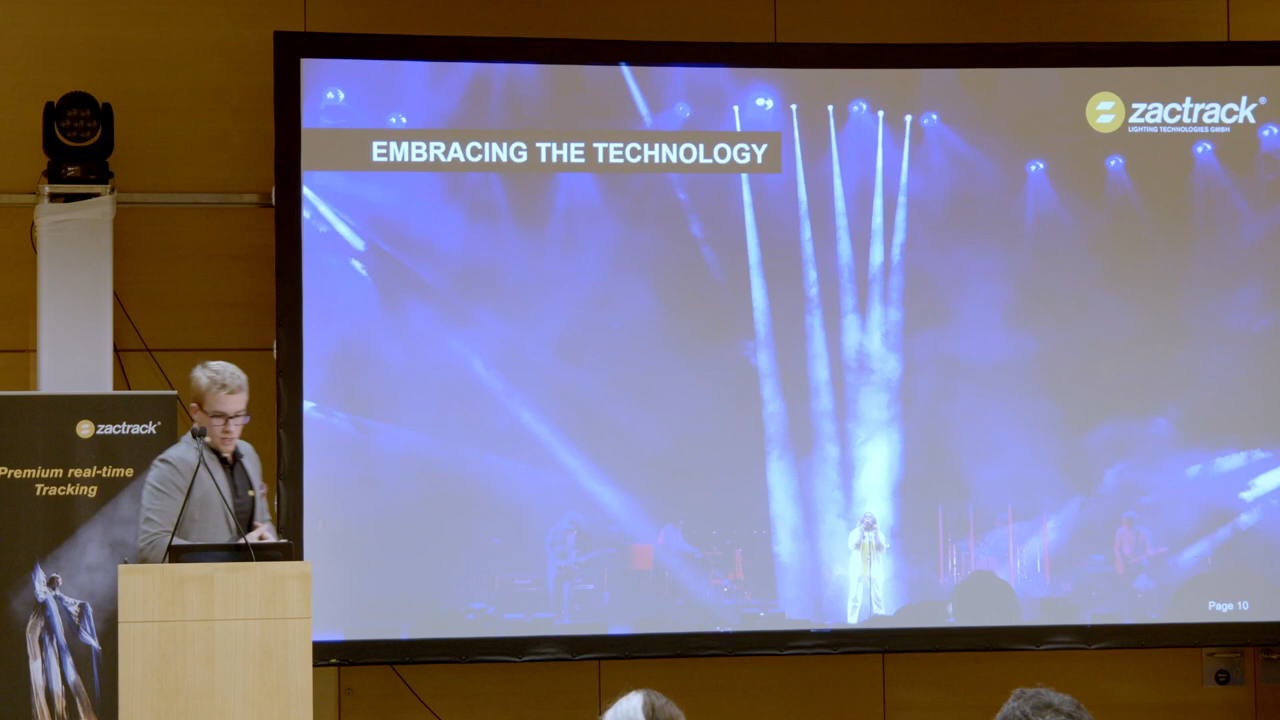 EMBRACING THE TECHNOLOGY
zactrack®
LIGHTING TECHNOLOGIES GMBH
zactrack®
Premium real-time
Tracking
Page 10